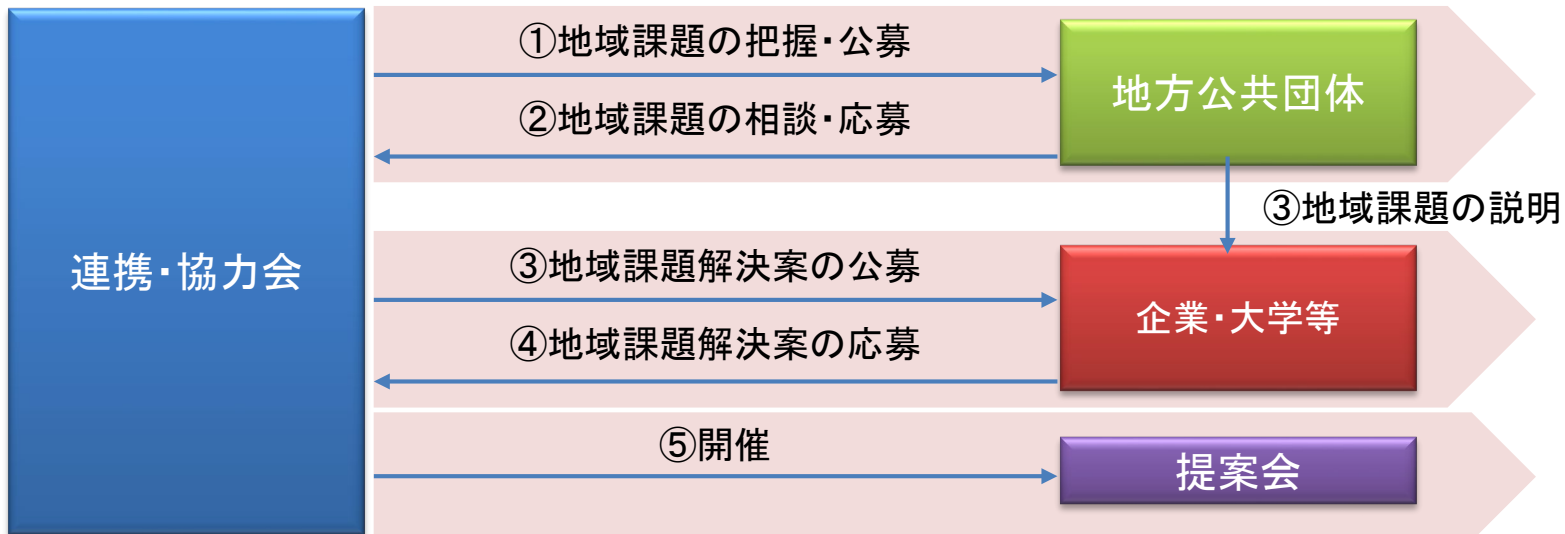 連携・協力会
①地域課題の把握・公募
②地域課題の相談・応募
地方公共団体
③地域課題の説明
③地域課題解決案の公募
④地域課題解決案の応募
企業・大学等
⑤開催
提案会